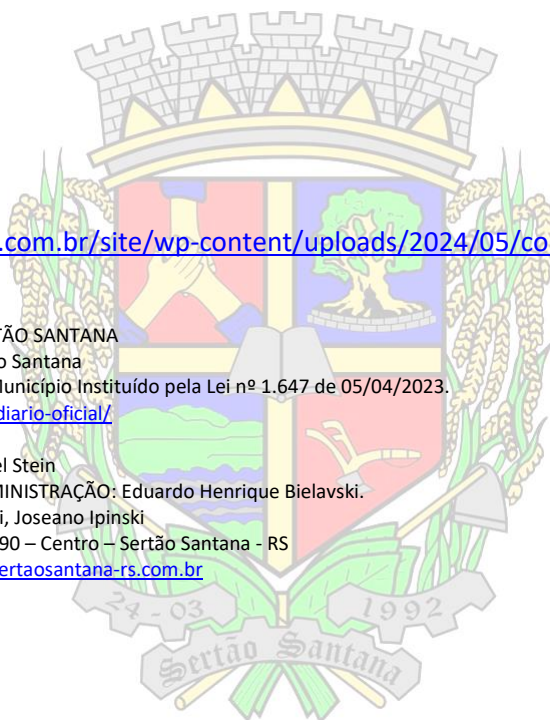 .com.br/site/wp-content/uploads/2024/05/co
TÃO SANTANA
o Santana
Município Instituído pela Lei nº 1.647 de 05/04/2023.
diario-oficial/
el Stein
MINISTRAÇÃO: Eduardo Henrique Bielavski.
i, Joseano Ipinski
90 – Centro – Sertão Santana - RS
ertaosantana-rs.com.br
24 - 03
1992
Sertão Santana